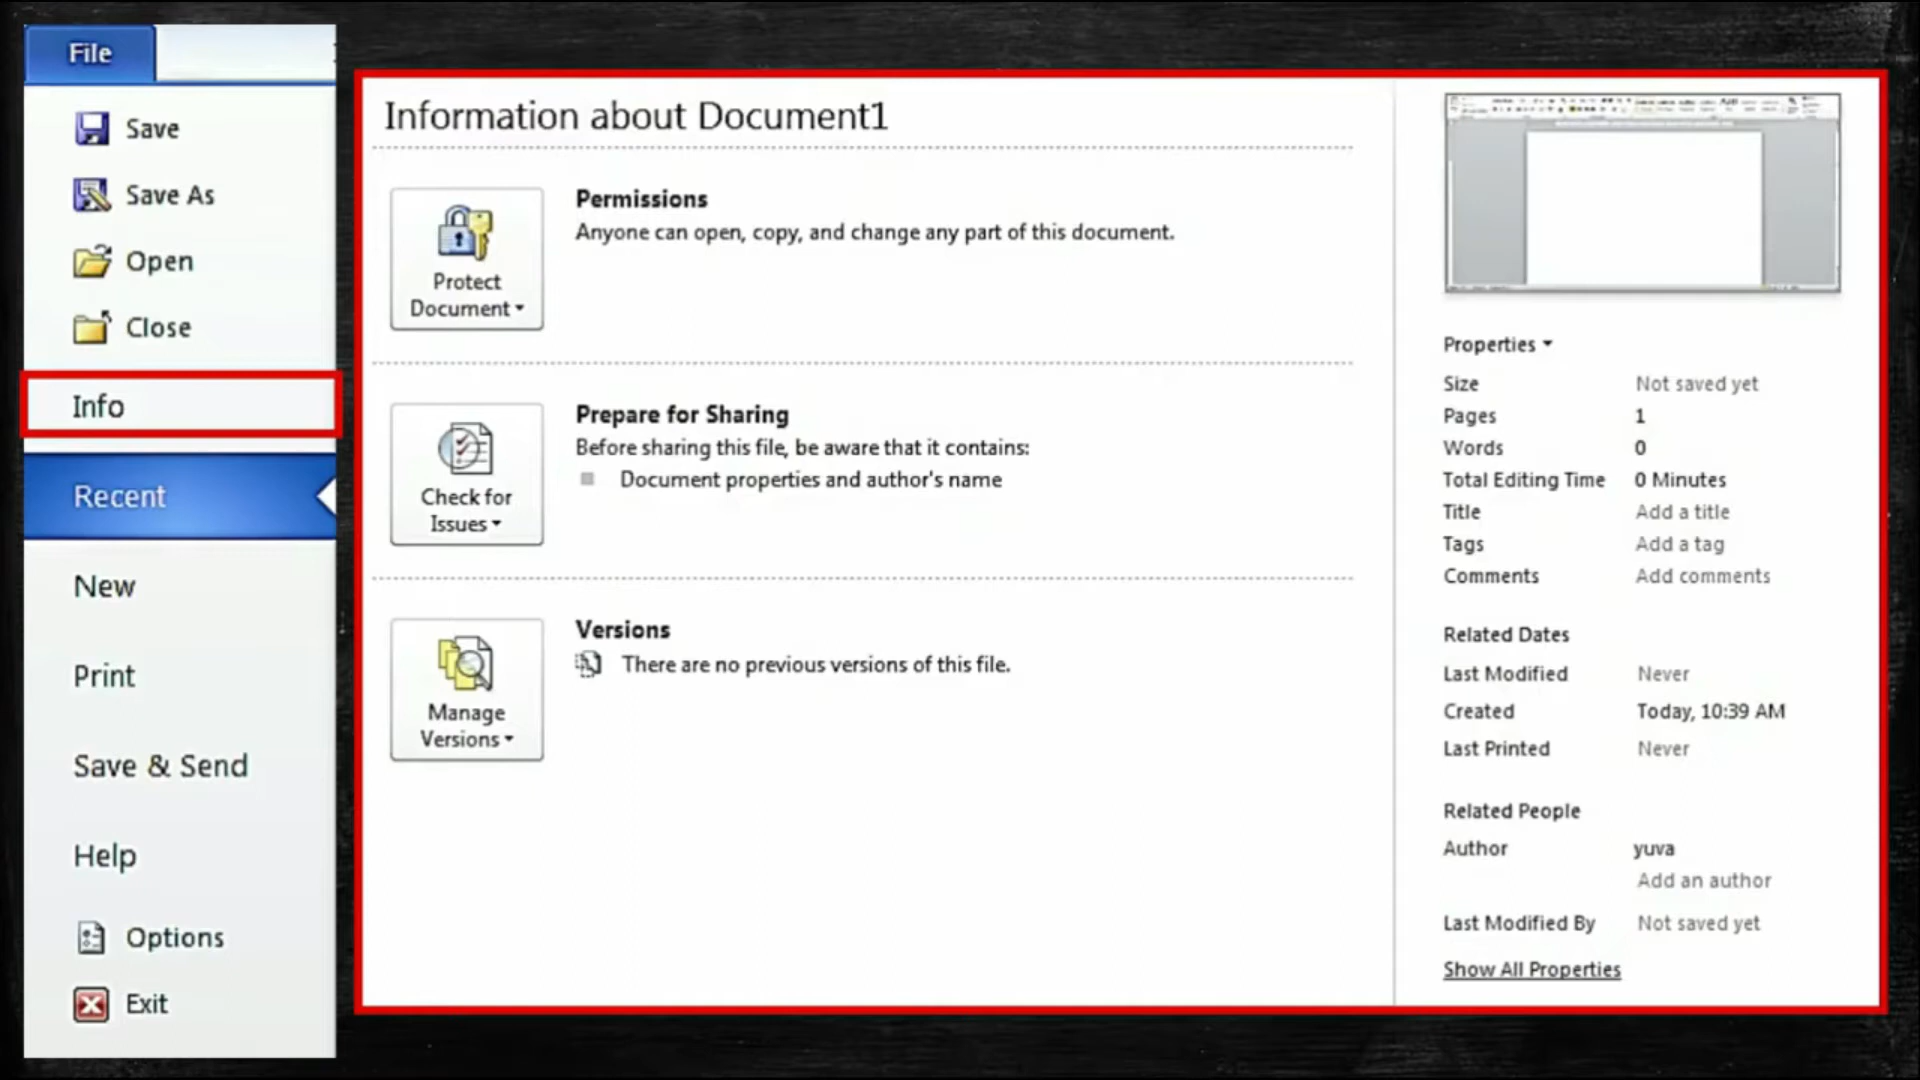 File
Save
Save As
Open
Close
Info
Recent
New
Print
Save & Send
Help
Options
Exit
Information about Document1
Permissions
Anyone can open, copy, and change any part of this document.
Protect
Document
Prepare for Sharing
Before sharing this file, be aware that it contains:
Document properties and author's name
Check for
Issues
Versions
There are no previous versions of this file.
Manage
Versions
Properties
Size Not saved yet
Pages 1
Words 0
Total Editing Time 0 Minutes
Title Add a title
Tags Add a tag
Comments Add comments
Related Dates
Last Modified Never
Created Today, 10:39 AM
Last Printed Never
Related People
Author yuva
Add an author
Last Modified By Not saved yet
Show All Properties